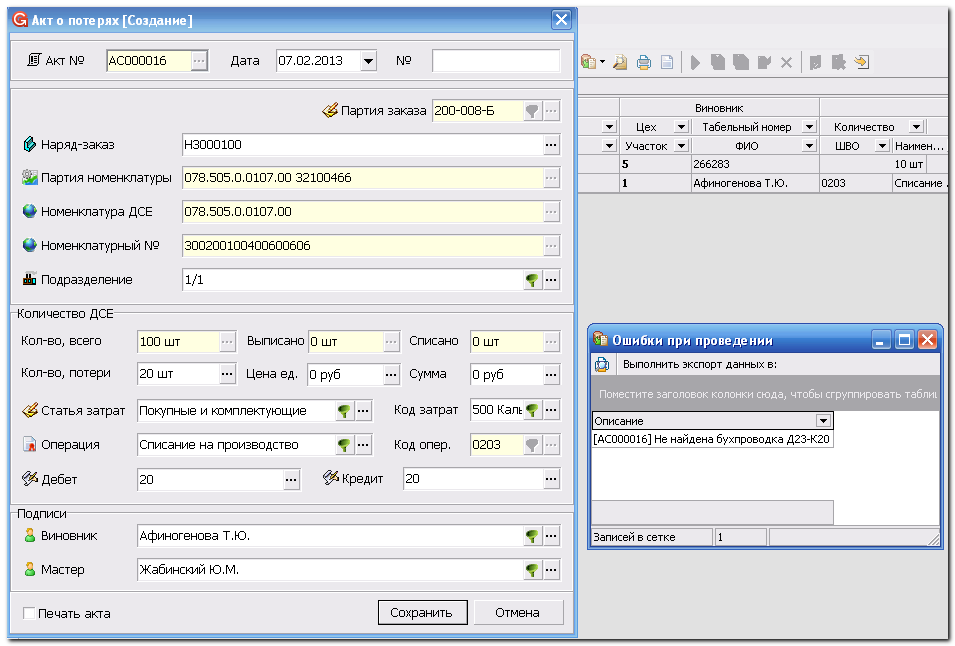 Акт о потерях [Создание]
Акт № АС000016 ... Дата 07.02.2013 №
Партия заказа 200-008-Б ...
Наряд-заказ НЗ000100 ...
Партия номенклатуры 078.505.0.0107.00 32100466 ...
Номенклатура ДСЕ 078.505.0.0107.00 ...
Номенклатурный № 300200100400600606 ...
Подразделение 1/1 ...
Количество ДСЕ
Кол-во, всего 100 шт ... Выписано 0 шт ... Списано 0 шт ...
Кол-во, потери 20 шт ... Цена ед. 0 руб ... Сумма 0 руб ...
Статья затрат Покупные и комплектующие ... Код затрат 500 Каль ...
Операция Списание на производство ... Код опер. 0203 ...
Дебет 20 ... Кредит 20 ...
Подписи
Виновник Афиногенова Т.Ю. ...
Мастер Жабинский Ю.М. ...
Печать акта Сохранить Отмена
Виновник
Цех Табельный номер Количество
Участок ФИО ШВО Наимен...
5 266283 10 шт
1 Афиногенова Т.Ю. 0203 Списание .
Ошибки при проведении
Выполнить экспорт данных в:
Поместите заголовок колонки сюда, чтобы сгруппировать таблиц
Описание
[АС000016] Не найдена бухпроводка Д23-К20
Записей в сетке 1